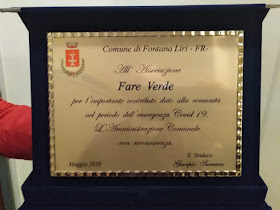 Comune di Fontana Liri - FR-
All' Associazione
Fare Verde
per l'importante contributo dato alla comunità
nel periodo dell'emergenza Covid 19.
L'Amministrazione Comunale
con riconoscenza.
Maggio 2020
Il Sindaco